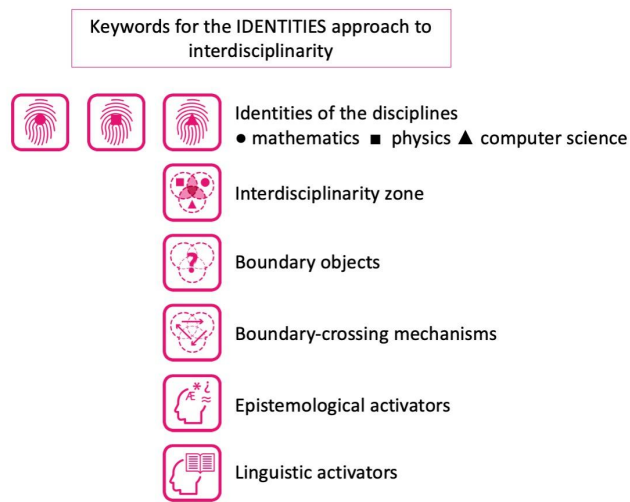 Keywords for the IDENTITIES approach to
interdisciplinarity
Identities of the disciplines
● mathematics ■ physics ▲ computer science
Interdisciplinarity zone
?
Boundary objects
Boundary-crossing mechanisms
Æ * ¿ ≈
Epistemological activators
Linguistic activators